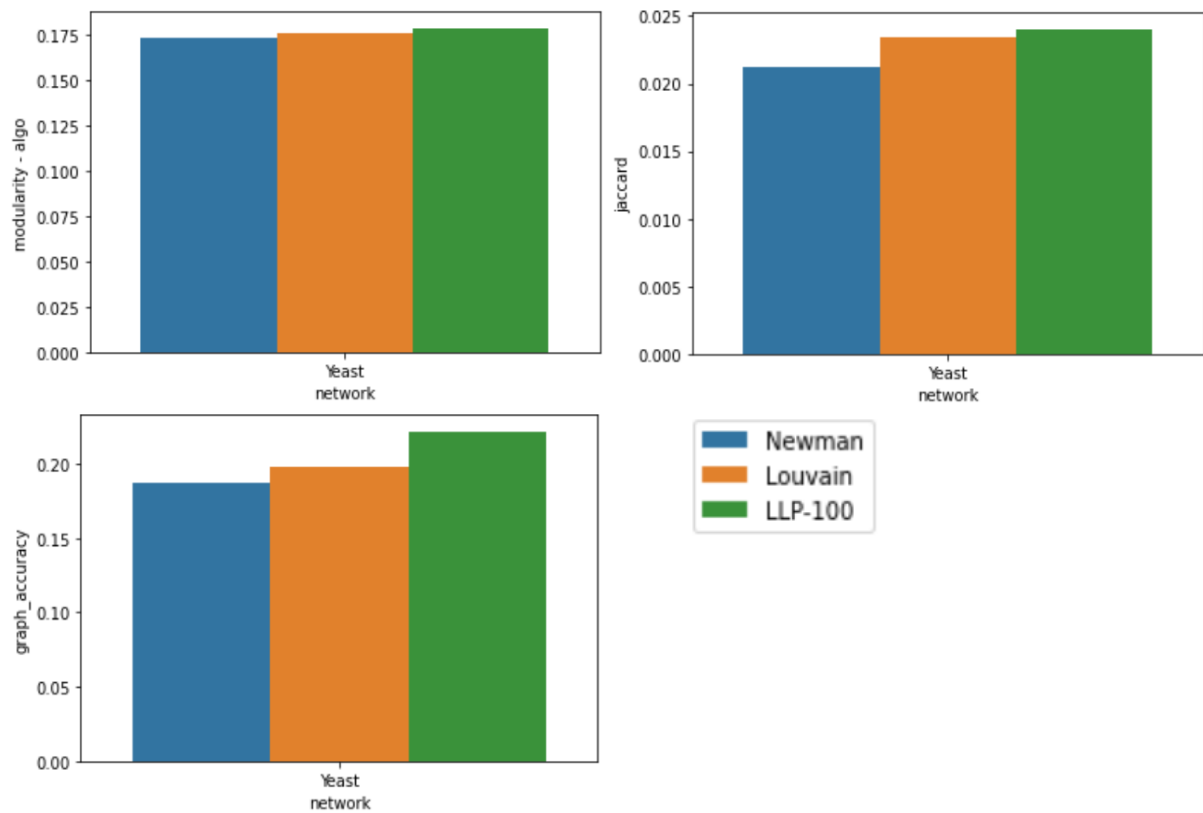 modularity - algo
0.175
0.150
0.125
0.100
0.075
0.050
0.025
0.000
Yeast
network
jaccard
0.025
0.020
0.015
0.010
0.005
0.000
Yeast
network
graph_accuracy
0.20
0.15
0.10
0.05
0.00
Yeast
network
Newman
Louvain
LLP-100